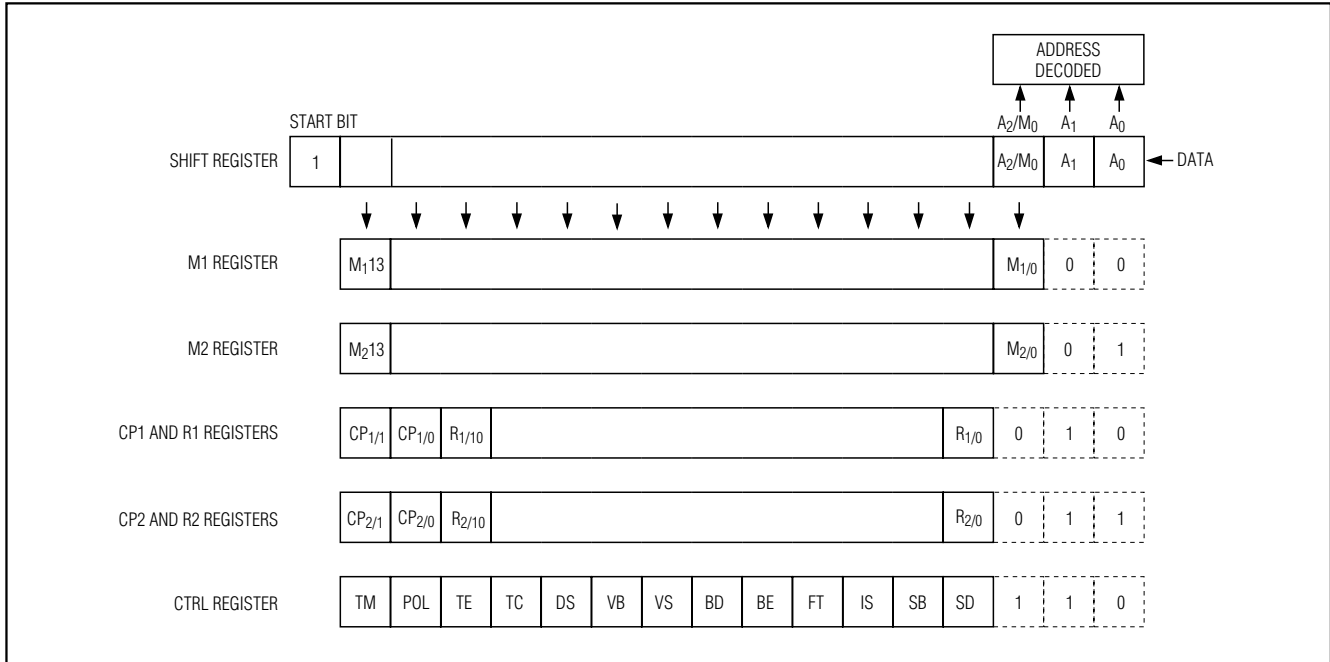 ADDRESS
DECODED
START BIT A2/M0 A1 A0
SHIFT REGISTER 1 A2/M0 A1 A0 DATA
M1 REGISTER M113 M1/0 0 0
M2 REGISTER M213 M2/0 0 1
CP1 AND R1 REGISTERS CP1/1 CP1/0 R1/10 R1/0 0 1 0
CP2 AND R2 REGISTERS CP2/1 CP2/0 R2/10 R2/0 0 1 1
CTRL REGISTER TM POL TE TC DS VB VS BD BE FT IS SB SD 1 1 0